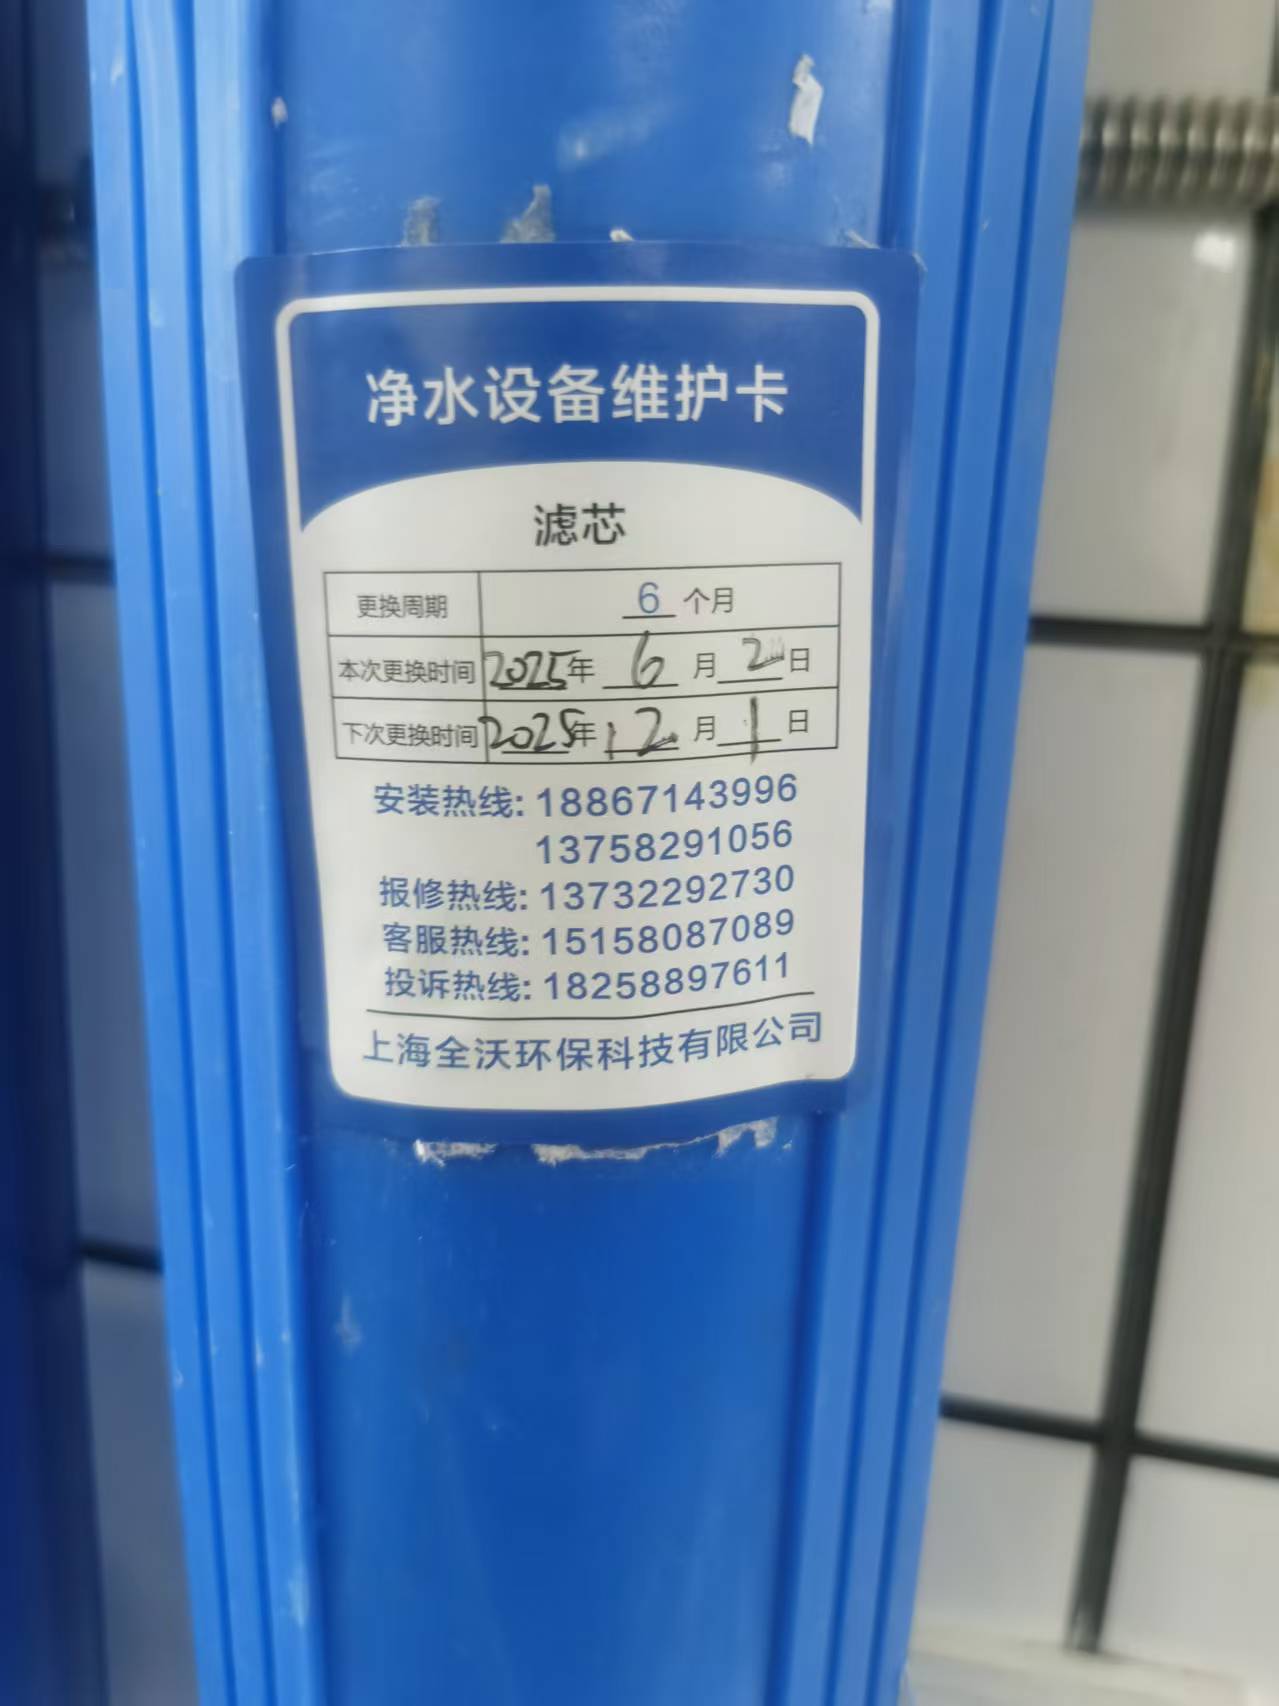 净水设备维护卡
滤芯
更换周期 6 个月
本次更换时间 2025年 6 月 2 日
下次更换时间 2025年 12 月 1 日
安装热线: 18867143996
13758291056
报修热线: 13732292730
客服热线: 15158087089
投诉热线: 18258897611
上海全沃环保科技有限公司